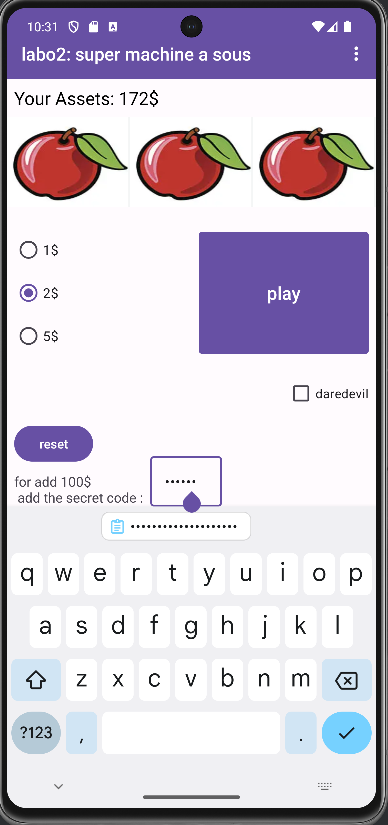 10:31
labo2: super machine a sous
Your Assets: 172$
1$
2$
play
5$
daredevil
reset
for add 100$
add the secret code : ••••••
••••••••••••••••••••
q w e r t y u i o p
a s d f g h j k l
z x c v b n m
?123 , .